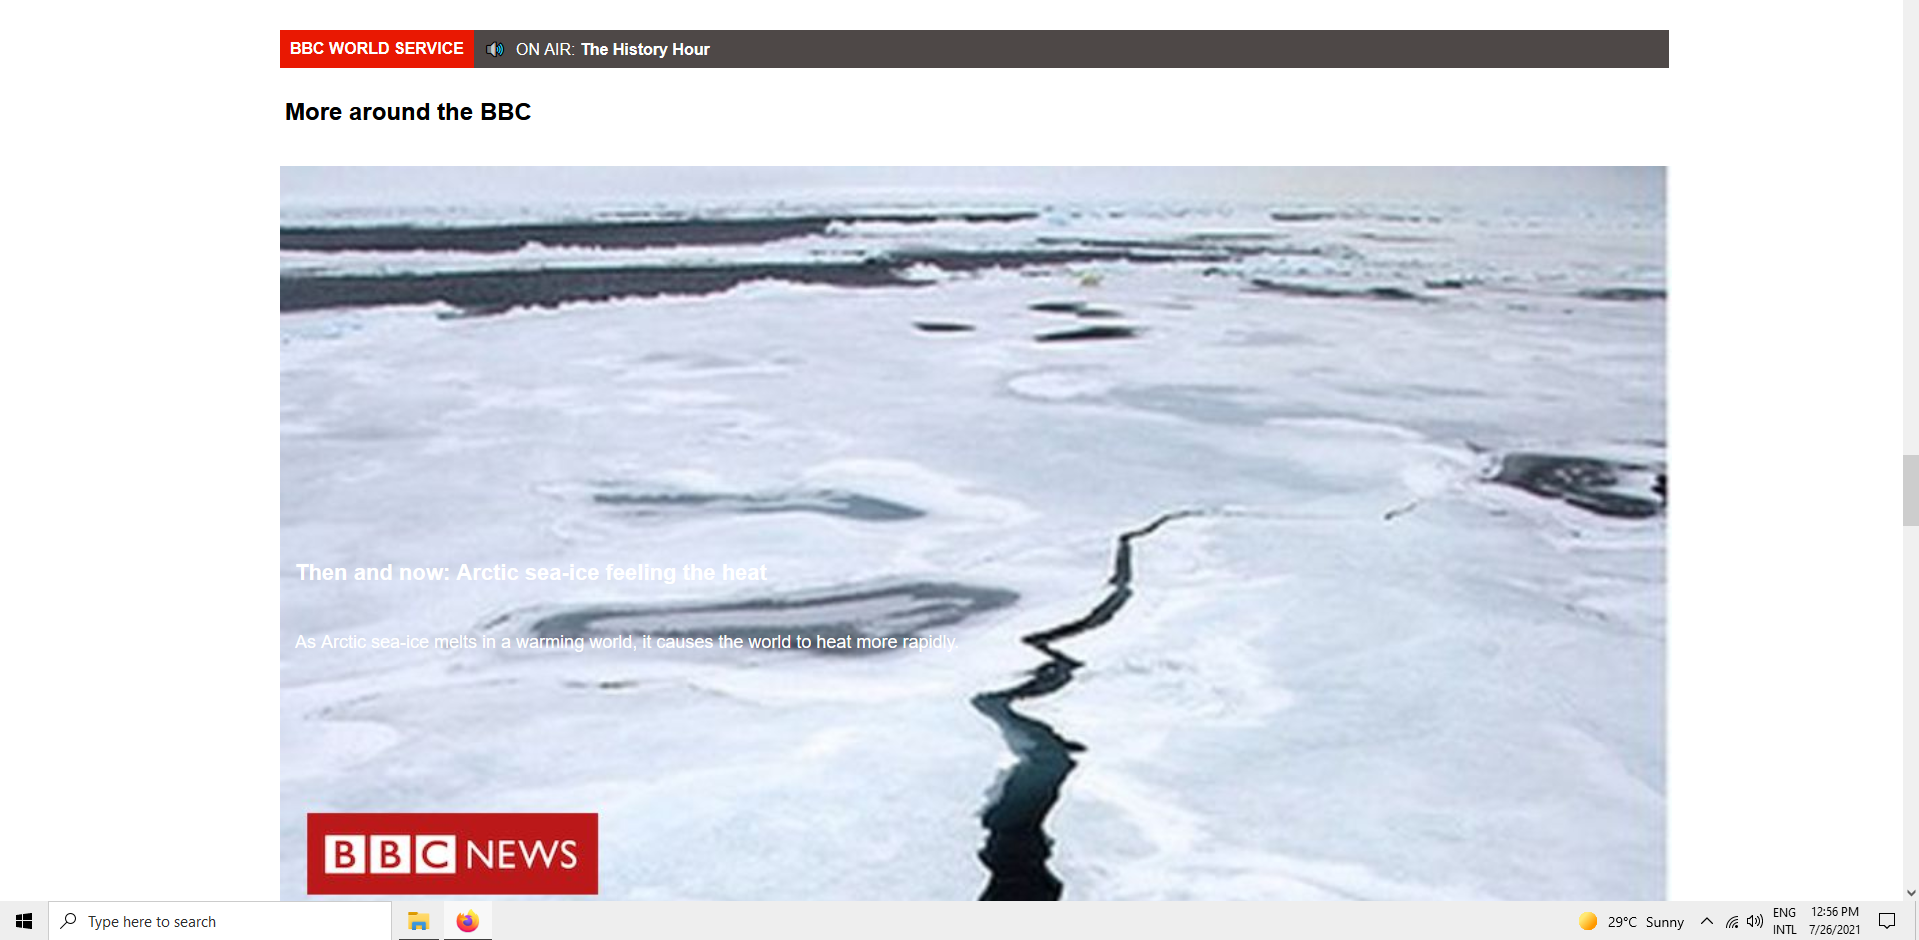 BBC WORLD SERVICE ON AIR: The History Hour
More around the BBC
Then and now: Arctic sea-ice feeling the heat
As Arctic sea-ice melts in a warming world, it causes the world to heat more rapidly.
BBC NEWS
Type here to search
29°C Sunny
ENG
INTL
12:56 PM
7/26/2021